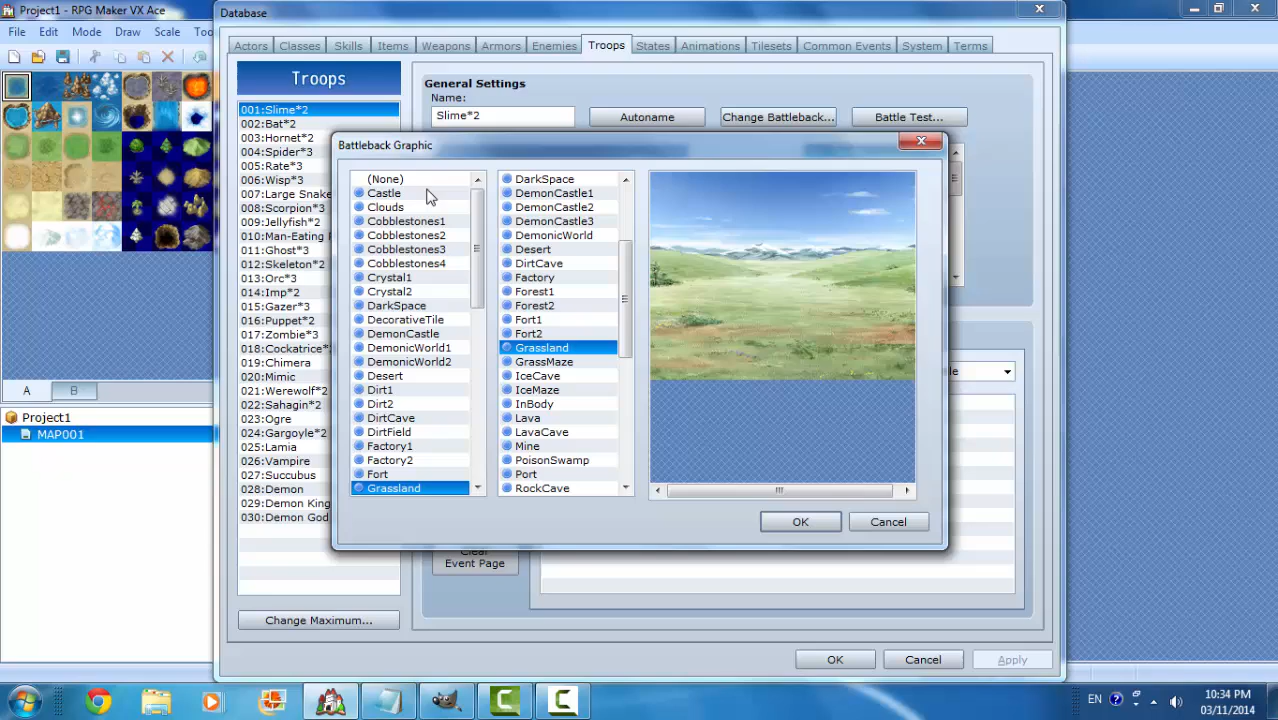 Project1 - RPG Maker VX Ace
File Edit Mode Draw Scale Too
A B
Project1
MAP001
Database
Actors Classes Skills Items Weapons Armors Enemies Troops States Animations Tilesets Common Events System Terms
Troops
001:Slime*2
002:Bat*2
003:Hornet*2
004:Spider*3
005:Rate*3
006:Wisp*3
007:Large Snake
008:Scorpion*3
009:Jellyfish*2
010:Man-Eating
011:Ghost*3
012:Skeleton*2
013:Orc*3
014:Imp*2
015:Gazer*3
016:Puppet*2
017:Zombie*3
018:Cockatrice*
019:Chimera
020:Mimic
021:Werewolf*2
022:Sahagin*2
023:Ogre
024:Gargoyle*2
025:Lamia
026:Vampire
027:Succubus
028:Demon
029:Demon King
030:Demon God
Change Maximum...
General Settings
Name:
Slime*2
Autoname
Change Battleback...
Battle Test...
Battleback Graphic
(None)
Castle
Clouds
Cobblestones1
Cobblestones2
Cobblestones3
Cobblestones4
Crystal1
Crystal2
DarkSpace
DecorativeTile
DemonCastle
DemonicWorld1
DemonicWorld2
Desert
Dirt1
Dirt2
DirtCave
DirtField
Factory1
Factory2
Fort
Grassland
DarkSpace
DemonCastle1
DemonCastle2
DemonCastle3
DemonicWorld
Desert
DirtCave
Factory
Forest1
Forest2
Fort1
Fort2
Grassland
GrassMaze
IceCave
IceMaze
InBody
Lava
LavaCave
Mine
PoisonSwamp
Port
RockCave
OK Cancel
le
Clear
Event Page
OK Cancel Apply
EN
10:34 PM
03/11/2014